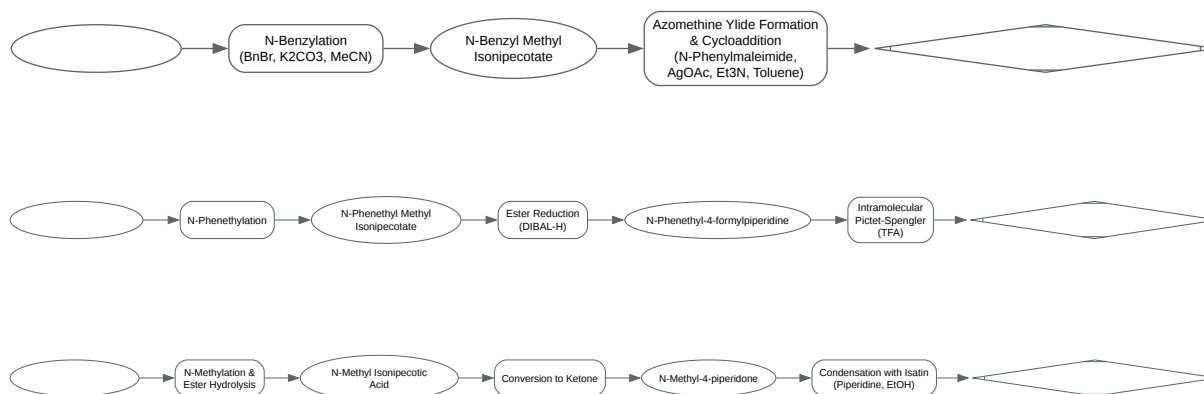 N-Benzylation
(BnBr, K2CO3, MeCN)
N-Benzyl Methyl
Isonipecotate
Azomethine Ylide Formation
& Cycloaddition
(N-Phenylmaleimide,
AgOAc, Et3N, Toluene)
N-Phenethylation
N-Phenethyl Methyl
Isonipecotate
Ester Reduction
(DIBAL-H)
N-Phenethyl-4-formylpiperidine
Intramolecular
Pictet-Spengler
(TFA)
N-Methylation &
Ester Hydrolysis
N-Methyl Isonipecotic
Acid
Conversion to Ketone
N-Methyl-4-piperidone
Condensation with Isatin
(Piperidine, EtOH)